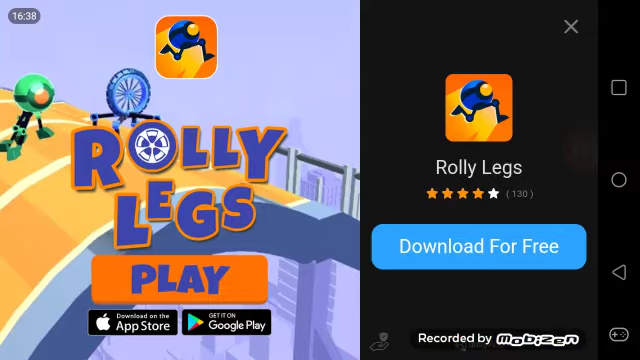 16:38
ROLLY
LEGS
PLAY
Download on the
App Store
GET IT ON
Google Play
Rolly Legs
(130)
Download For Free
Recorded by MOBIZEN